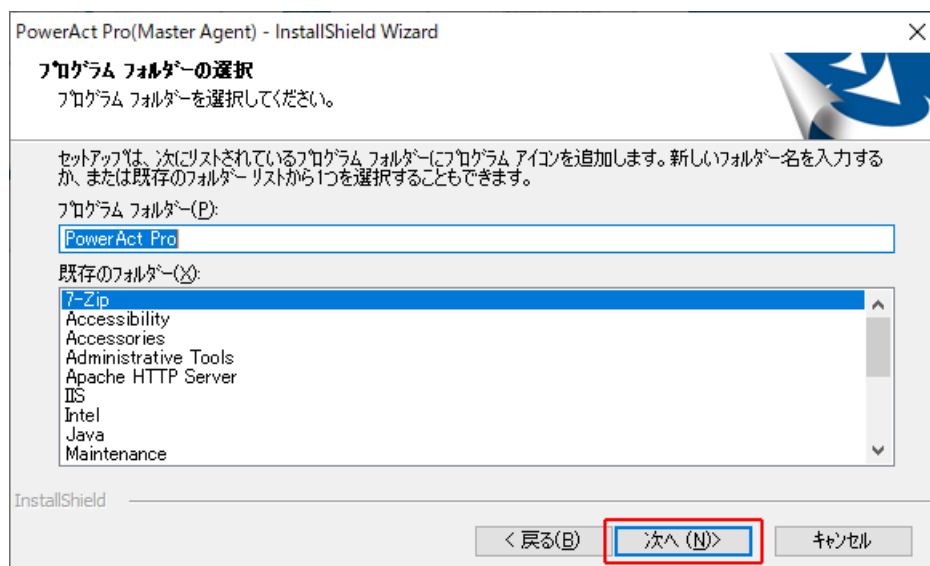 PowerAct Pro(Master Agent) - InstallShield Wizard
プログラム フォルダーの選択
プログラム フォルダーを選択してください。
セットアップは、次にリストされているプログラム フォルダーにプログラム アイコンを追加します。新しいフォルダー名を入力する
か、または既存のフォルダー リストから1つを選択することもできます。
プログラム フォルダー(P):
PowerAct Pro
既存のフォルダー(X):
7-Zip
Accessibility
Accessories
Administrative Tools
Apache HTTP Server
IIS
Intel
Java
Maintenance
InstallShield
< 戻る(B)
次へ (N)>
キャンセル